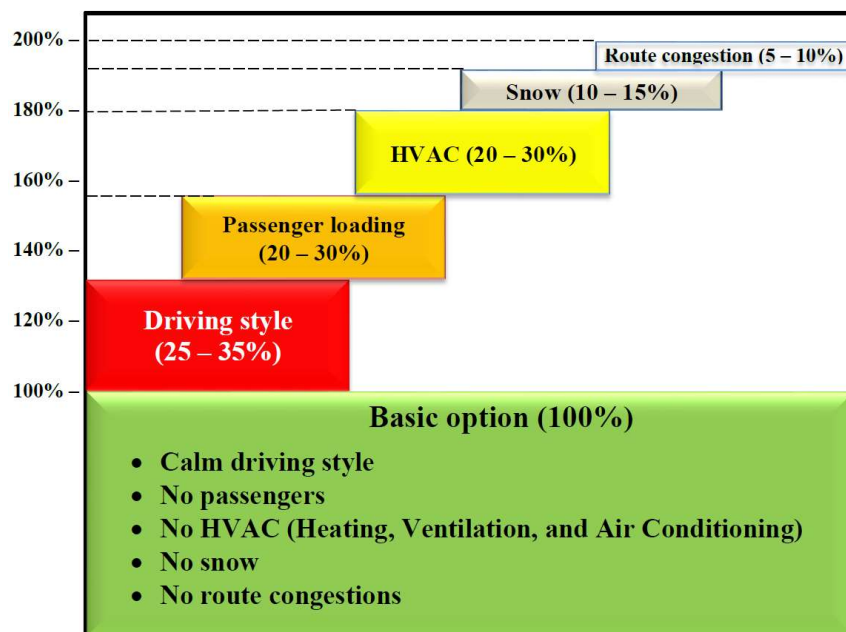 200% –
Route congestion (5 – 10%)
Snow (10 – 15%)
180% –
HVAC (20 – 30%)
160% –
Passenger loading
(20 – 30%)
140% –
120% –
Driving style
(25 – 35%)
100% –
Basic option (100%)
• Calm driving style
• No passengers
• No HVAC (Heating, Ventilation, and Air Conditioning)
• No snow
• No route congestions